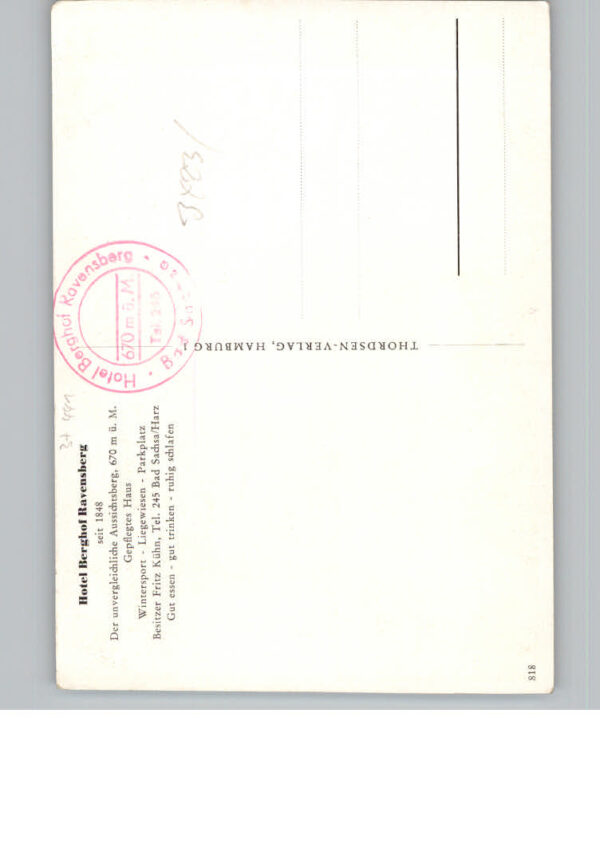 Hotel Berghof Ravensberg
seit 1848
Der unvergleichliche Aussichtsberg, 670 m ü. M.
Gepflegtes Haus
Wintersport - Liegewiesen - Parkplatz
Besitzer Fritz Kühn, Tel. 245 Bad Sachsa/Harz
Gut essen - gut trinken - ruhig schlafen
THORDSEN-VERLAG, HAMBURG 1
Hotel Berghof Ravensberg
670 m ü. M
Tel. 245
818